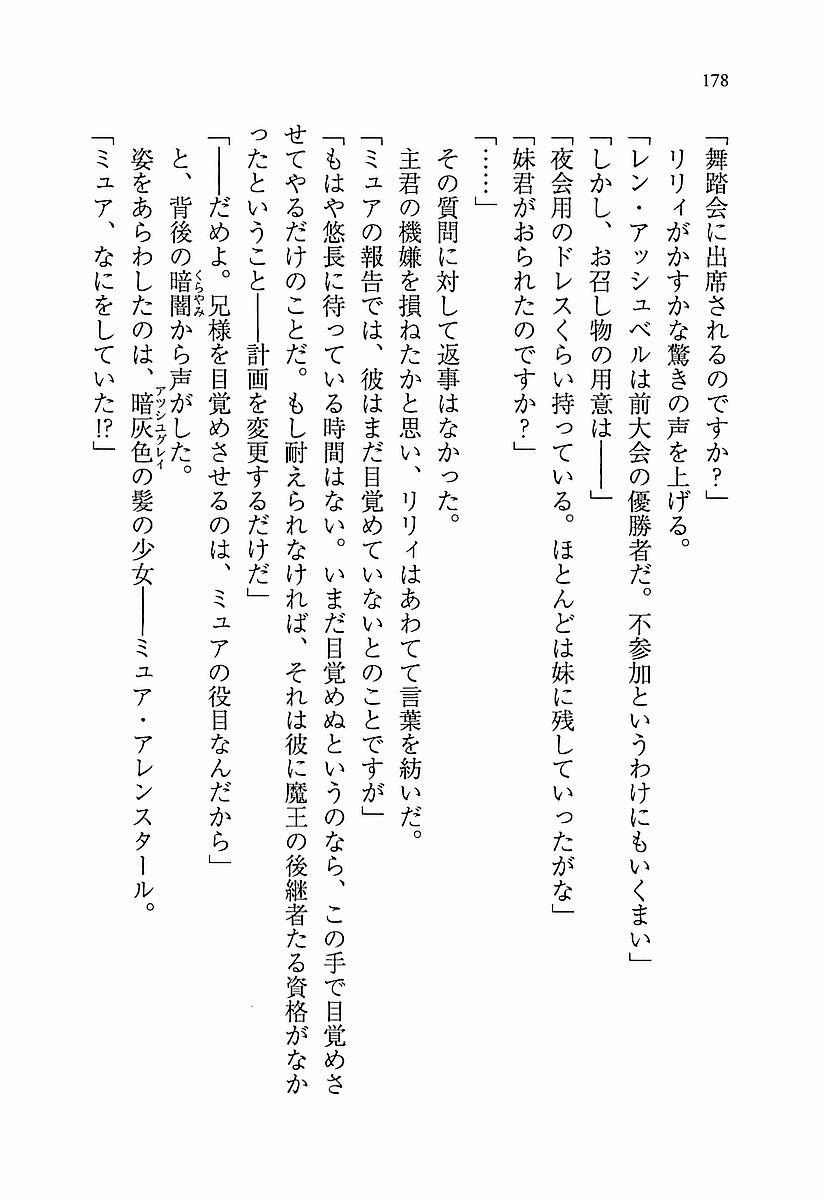 178
「舞踏会に出席されるのですか?」
リリィがかすかな驚きの声を上げる。
「レン・アッシュベルは前大会の優勝者だ。不参加というわけにもいくまい」
「しかし、お召し物の用意は――」
「夜会用のドレスくらい持っている。ほとんどは妹に残していったがな」
「妹君がおられたのですか?」
「……」
その質問に対して返事はなかった。
主君の機嫌を損ねたかと思い、リリィはあわてて言葉を紡いだ。
「ミュアの報告では、彼はまだ目覚めていないとのことですが」
「もはや悠長に待っている時間はない。いまだ目覚めぬというのなら、この手で目覚めさ
せてやるだけのことだ。もし耐えられなければ、それは彼に魔王の後継者たる資格がなか
ったということ――計画を変更するだけだ」
「――だめよ。兄様を目覚めさせるのは、ミュアの役目なんだから」
と、背後の暗闇くらやみから声がした。
姿をあらわしたのは、暗灰色アッシュグレイの髪の少女――ミュア・アレンスタール。
「ミュア、なにをしていた!?」